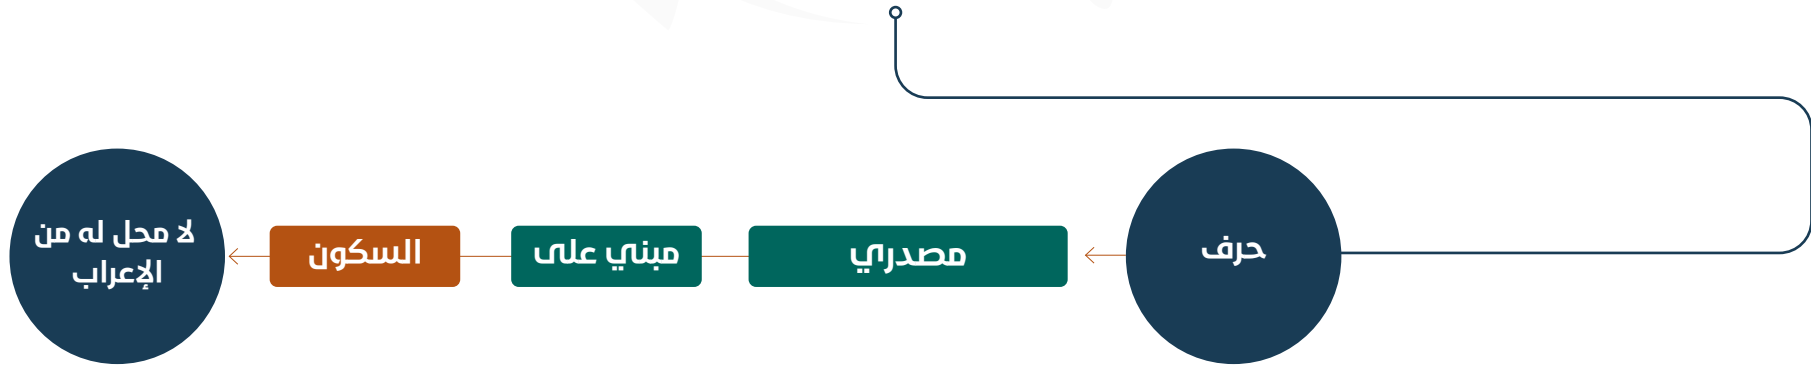 حرف
مصدري
مبني على
السكون
لا محل له من
الإعراب